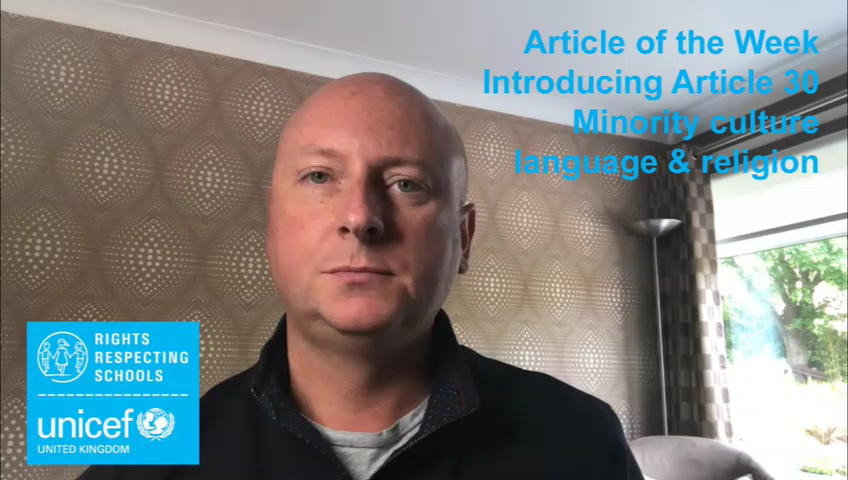 Article of the Week
Introducing Article 30
Minority culture
language & religion
RIGHTS
RESPECTING
SCHOOLS
unicef
UNITED KINGDOM